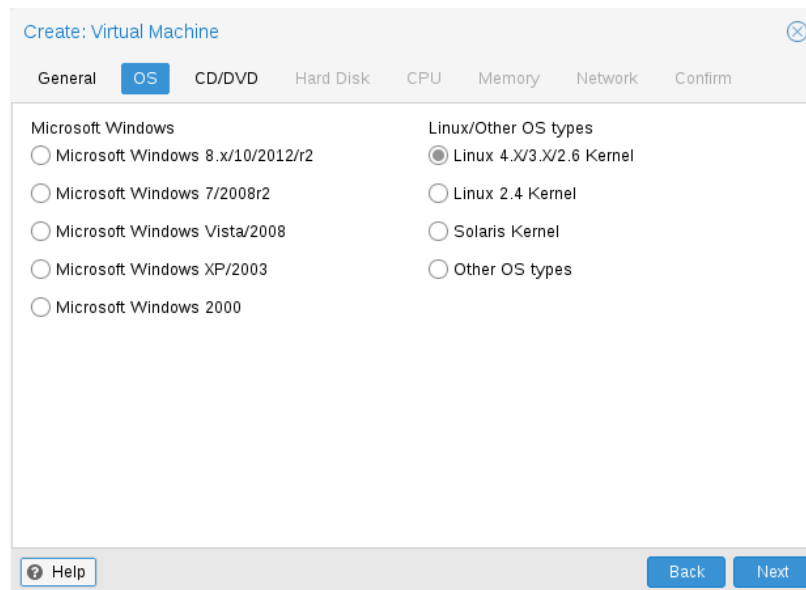 Create: Virtual Machine
General OS CD/DVD Hard Disk CPU Memory Network Confirm
Microsoft Windows
Microsoft Windows 8.x/10/2012/r2
Microsoft Windows 7/2008r2
Microsoft Windows Vista/2008
Microsoft Windows XP/2003
Microsoft Windows 2000
Linux/Other OS types
Linux 4.X/3.X/2.6 Kernel
Linux 2.4 Kernel
Solaris Kernel
Other OS types
Help
Back Next